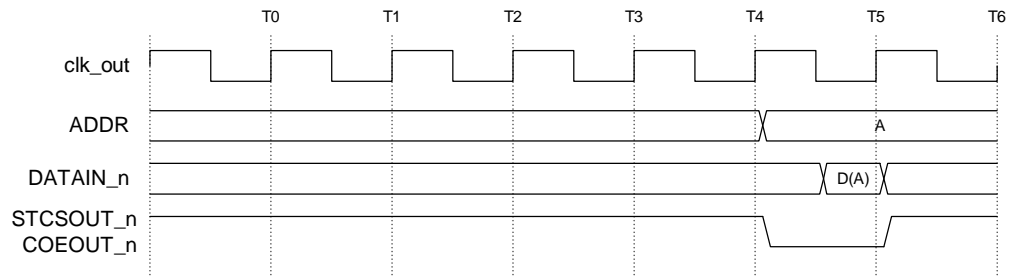 T0 T1 T2 T3 T4 T5 T6
clk_out
ADDR A
DATAIN_n D(A)
STCSOUT_n
COEOUT_n